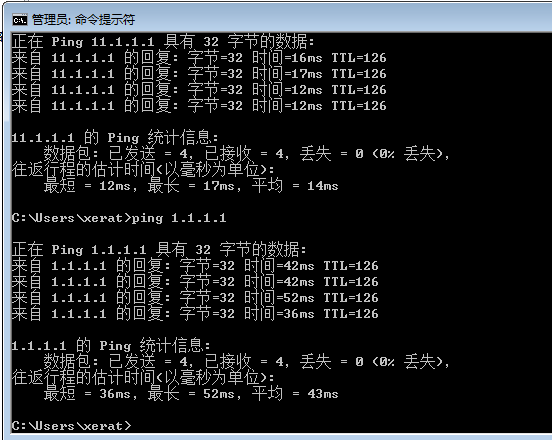 管理员: 命令提示符
正在 Ping 11.1.1.1 具有 32 字节的数据:
来自 11.1.1.1 的回复: 字节=32 时间=16ms TTL=126
来自 11.1.1.1 的回复: 字节=32 时间=17ms TTL=126
来自 11.1.1.1 的回复: 字节=32 时间=12ms TTL=126
来自 11.1.1.1 的回复: 字节=32 时间=12ms TTL=126
11.1.1.1 的 Ping 统计信息:
数据包: 已发送 = 4, 已接收 = 4, 丢失 = 0 (0% 丢失),
往返行程的估计时间(以毫秒为单位):
最短 = 12ms, 最长 = 17ms, 平均 = 14ms
C:\Users\xerat>ping 1.1.1.1
正在 Ping 1.1.1.1 具有 32 字节的数据:
来自 1.1.1.1 的回复: 字节=32 时间=42ms TTL=126
来自 1.1.1.1 的回复: 字节=32 时间=42ms TTL=126
来自 1.1.1.1 的回复: 字节=32 时间=52ms TTL=126
来自 1.1.1.1 的回复: 字节=32 时间=36ms TTL=126
1.1.1.1 的 Ping 统计信息:
数据包: 已发送 = 4, 已接收 = 4, 丢失 = 0 (0% 丢失),
往返行程的估计时间(以毫秒为单位):
最短 = 36ms, 最长 = 52ms, 平均 = 43ms
C:\Users\xerat>